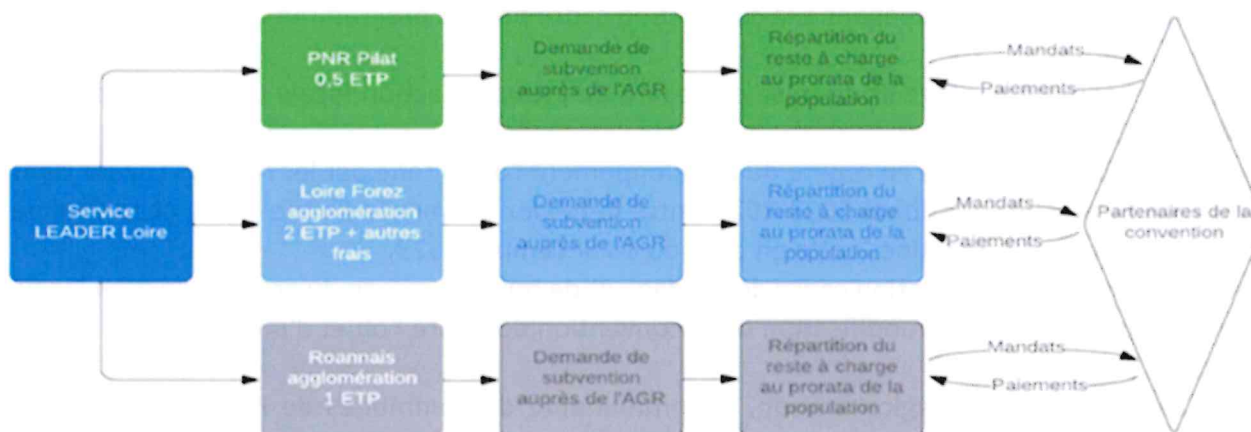 PNR Pilat
0,5 ETP
Demande de
subvention
auprès de l'AGR
Répartition du
reste à charge
au prorata de la
population
Mandats
Paiements
Service
LEADER Loire
Loire Forez
agglomération
2 ETP + autres
frais
Demande de
subvention
auprès de l'AGR
Répartition du
reste à charge
au prorata de la
population
Mandats
Paiements
Partenaires de la
convention
Roannais
agglomération
1 ETP
Demande de
subvention
auprès de l'AGR
Répartition du
reste à charge
au prorata de la
population
Mandats
Paiements